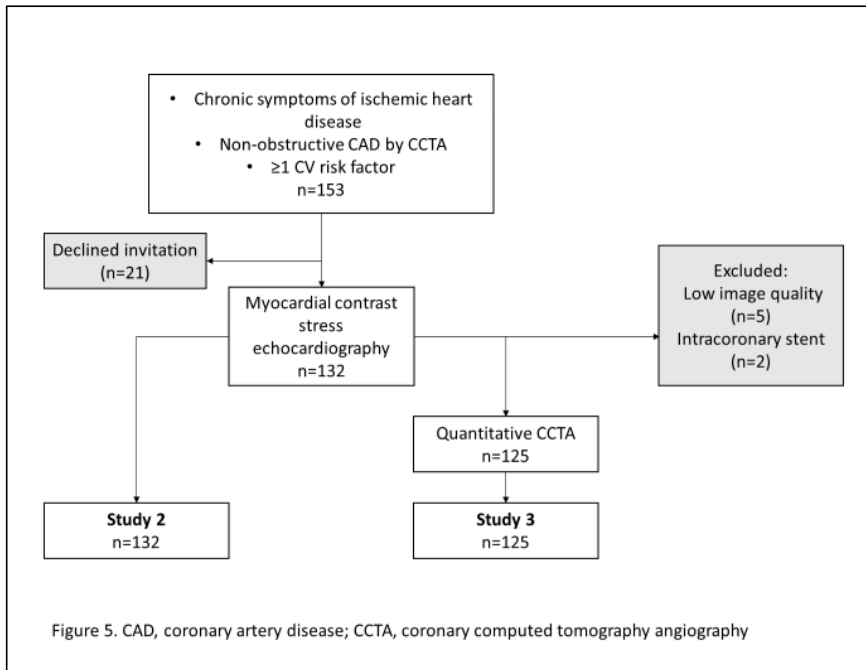 • Chronic symptoms of ischemic heart
disease
• Non-obstructive CAD by CCTA
• ≥1 CV risk factor
n=153
Declined invitation
(n=21)
Excluded:
Low image quality
(n=5)
Intracoronary stent
(n=2)
Myocardial contrast
stress
echocardiography
n=132
Quantitative CCTA
n=125
Study 2
n=132
Study 3
n=125
Figure 5. CAD, coronary artery disease; CCTA, coronary computed tomography angiography